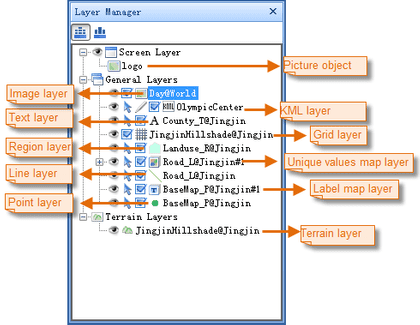 Layer Manager
Screen Layer
logo
Picture object
General Layers
Image layer
Day@World
OlympicCenter
KML layer
Text layer
County_T@Jingjin
JingjinHillshade@Jingjin
Grid layer
Region layer
Landuse_R@Jingjin
Road_L@Jingjin#1
Unique values map layer
Line layer
Road_L@Jingjin
BaseMap_P@Jingjin#1
Label map layer
Point layer
BaseMap_P@Jingjin
Terrain Layers
JingjinHillshade@Jingjin
Terrain layer